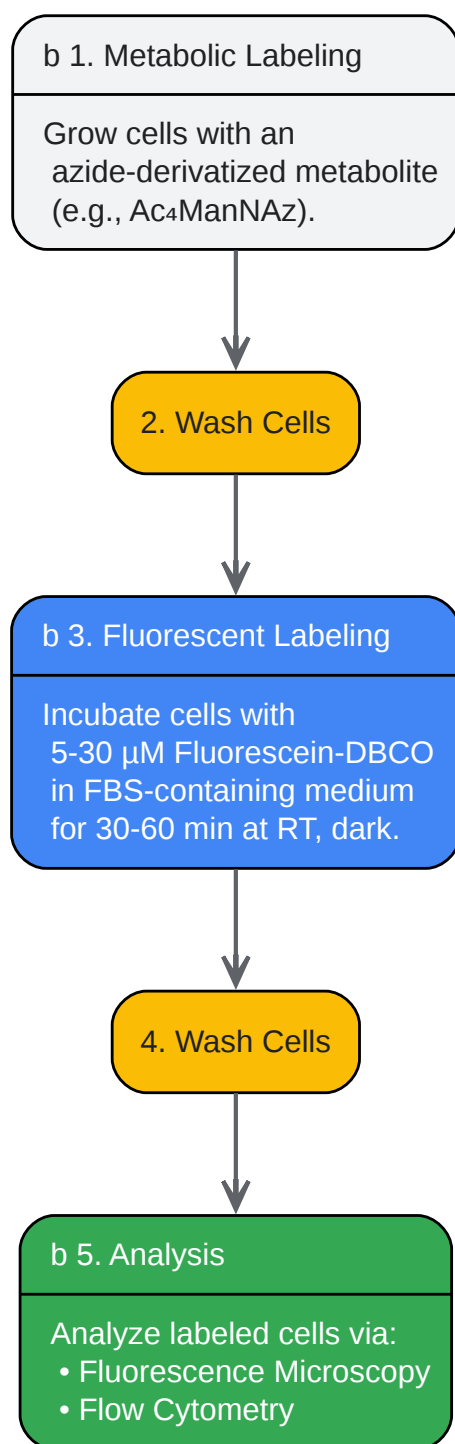 b 1. Metabolic Labeling
Grow cells with an
azide-derivatized metabolite
(e.g., Ac₄ManNAz).
2. Wash Cells
b 3. Fluorescent Labeling
Incubate cells with
5-30 µM Fluorescein-DBCO
in FBS-containing medium
for 30-60 min at RT, dark.
4. Wash Cells
b 5. Analysis
Analyze labeled cells via:
• Fluorescence Microscopy
• Flow Cytometry